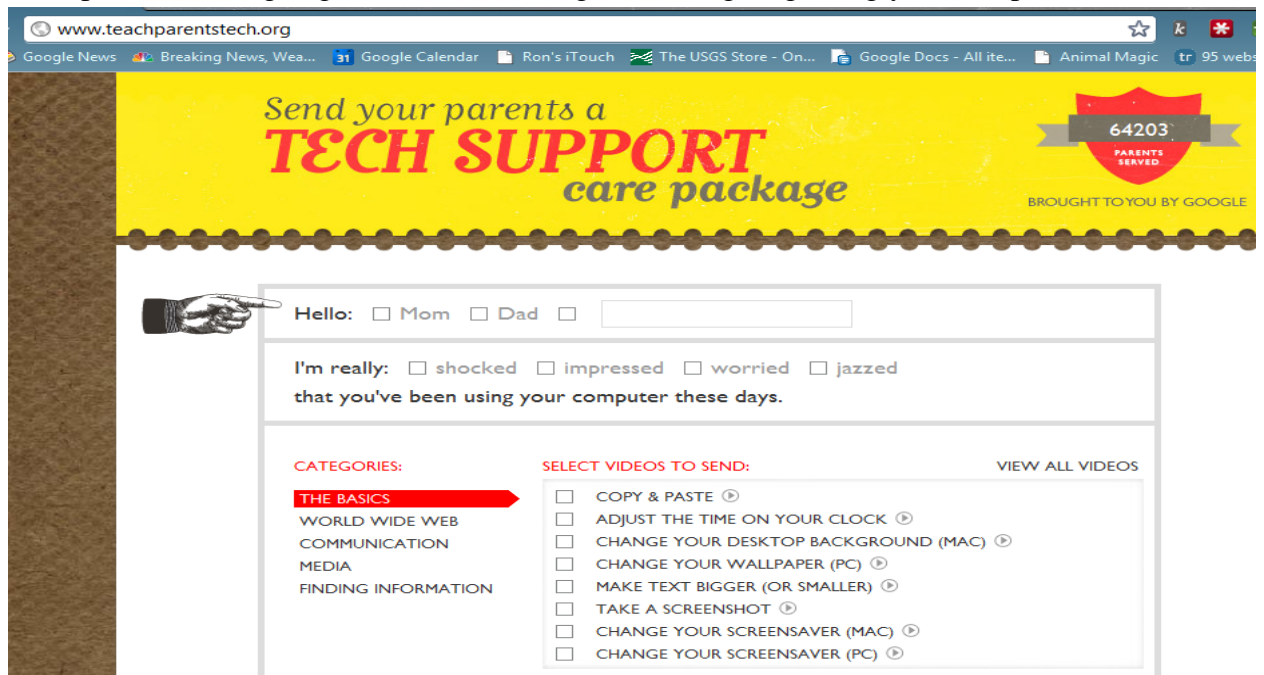 www.teachparentstech.org
Google News Breaking News, Wea... 31 Google Calendar Ron's iTouch The USGS Store - On... Google Docs - All ite... Animal Magic tr 95 webs
Send your parents a
TECH SUPPORT
care package
64203
PARENTS
SERVED
BROUGHT TO YOU BY GOOGLE
Hello: Mom Dad
I'm really: shocked impressed worried jazzed
that you've been using your computer these days.
CATEGORIES: SELECT VIDEOS TO SEND: VIEW ALL VIDEOS
THE BASICS
WORLD WIDE WEB
COMMUNICATION
MEDIA
FINDING INFORMATION
COPY & PASTE
ADJUST THE TIME ON YOUR CLOCK
CHANGE YOUR DESKTOP BACKGROUND (MAC)
CHANGE YOUR WALLPAPER (PC)
MAKE TEXT BIGGER (OR SMALLER)
TAKE A SCREENSHOT
CHANGE YOUR SCREENSAVER (MAC)
CHANGE YOUR SCREENSAVER (PC)